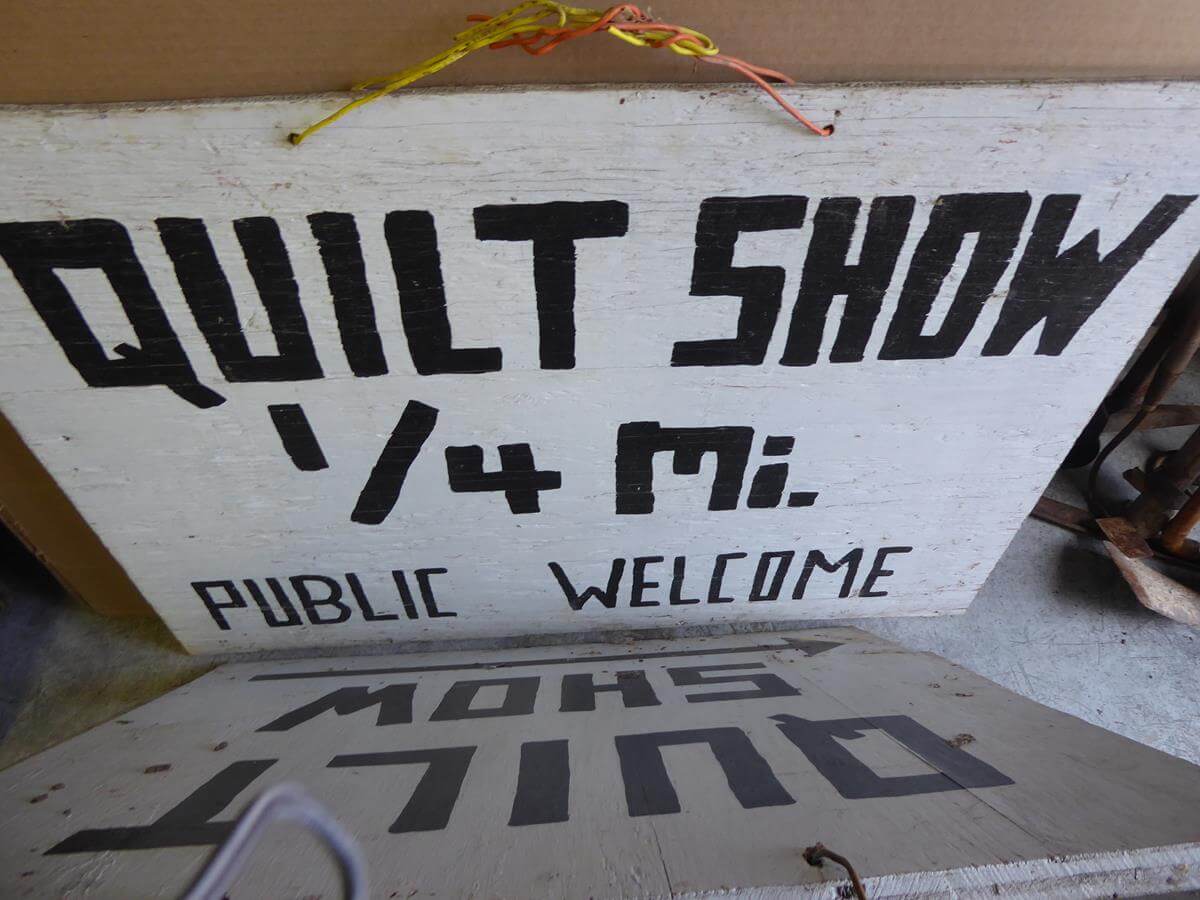 QUILT SHOW
1/4 Mi.
PUBLIC WELCOME
QUILT
SHOW